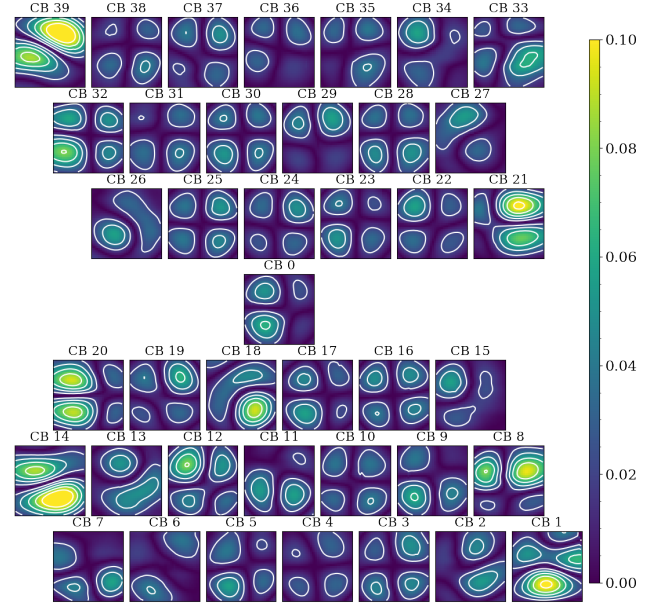 CB 39 CB 38 CB 37 CB 36 CB 35 CB 34 CB 33
0.10
CB 32 CB 31 CB 30 CB 29 CB 28 CB 27
0.08
CB 26 CB 25 CB 24 CB 23 CB 22 CB 21
0.06
CB 0
CB 20 CB 19 CB 18 CB 17 CB 16 CB 15
0.04
CB 14 CB 13 CB 12 CB 11 CB 10 CB 9 CB 8
0.02
CB 7 CB 6 CB 5 CB 4 CB 3 CB 2 CB 1
0.00